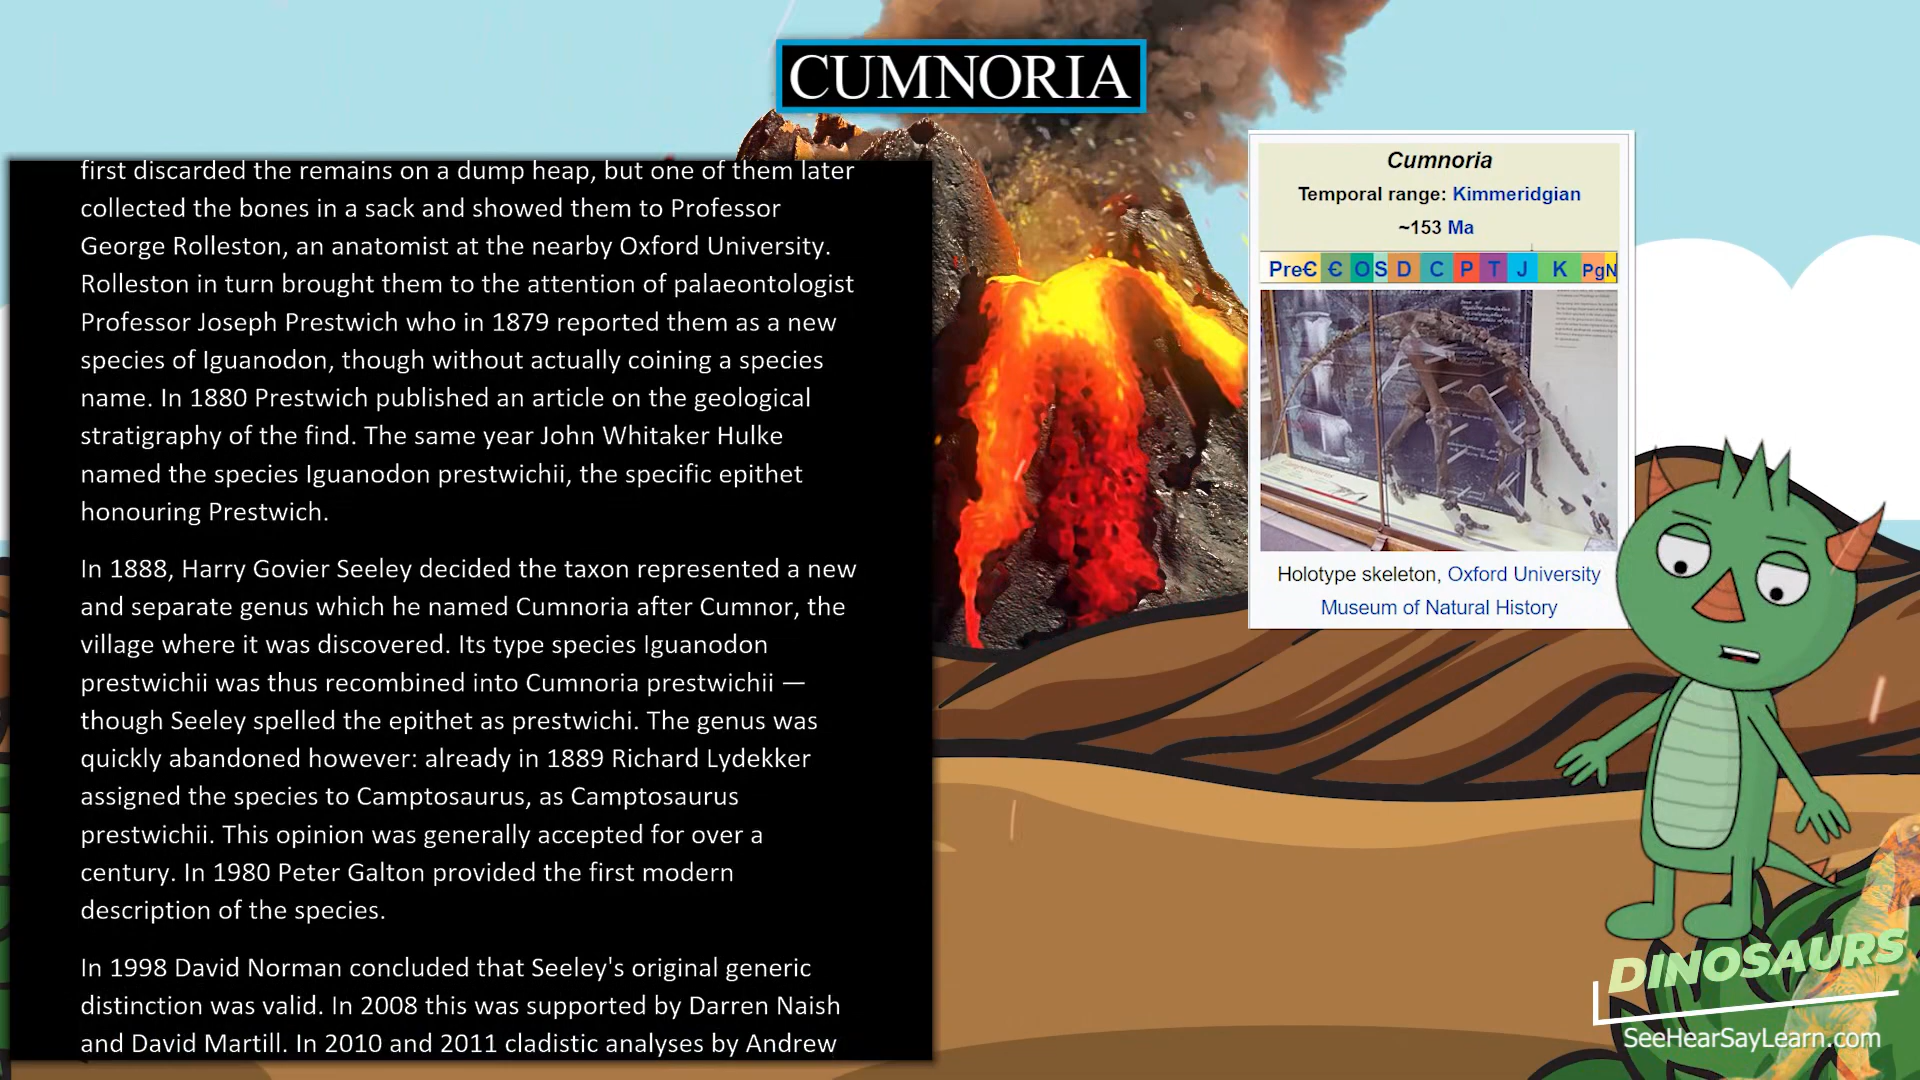 CUMNORIA
first discarded the remains on a dump heap, but one of them later
collected the bones in a sack and showed them to Professor
George Rolleston, an anatomist at the nearby Oxford University.
Rolleston in turn brought them to the attention of palaeontologist
Professor Joseph Prestwich who in 1879 reported them as a new
species of Iguanodon, though without actually coining a species
name. In 1880 Prestwich published an article on the geological
stratigraphy of the find. The same year John Whitaker Hulke
named the species Iguanodon prestwichii, the specific epithet
honouring Prestwich.
In 1888, Harry Govier Seeley decided the taxon represented a new
and separate genus which he named Cumnoria after Cumnor, the
village where it was discovered. Its type species Iguanodon
prestwichii was thus recombined into Cumnoria prestwichii —
though Seeley spelled the epithet as prestwichi. The genus was
quickly abandoned however: already in 1889 Richard Lydekker
assigned the species to Camptosaurus, as Camptosaurus
prestwichii. This opinion was generally accepted for over a
century. In 1980 Peter Galton provided the first modern
description of the species.
In 1998 David Norman concluded that Seeley's original generic
distinction was valid. In 2008 this was supported by Darren Naish
and David Martill. In 2010 and 2011 cladistic analyses by Andrew
Cumnoria
Temporal range: Kimmeridgian
~153 Ma
↓
PreЄ Є O S D C P T J K Pg N
Holotype skeleton, Oxford University
Museum of Natural History
DINOSAURS
SeeHearSayLearn.com